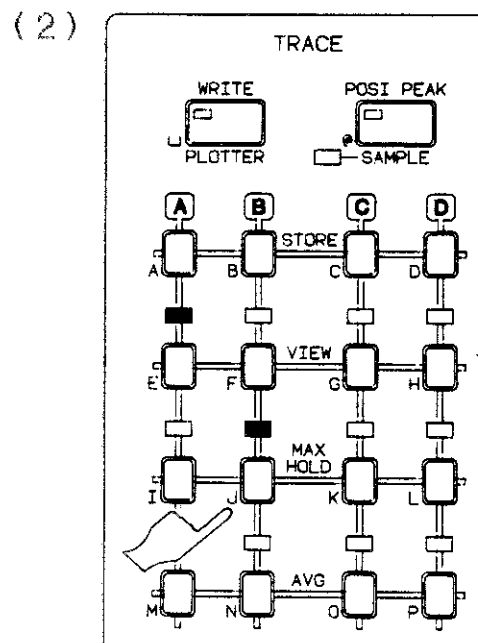 (2)
TRACE
WRITE POSI PEAK
⊔ PLOTTER SAMPLE
A B C D
STORE
A B C D
VIEW
E F G H
MAX
HOLD
I J K L
AVG
M N O P